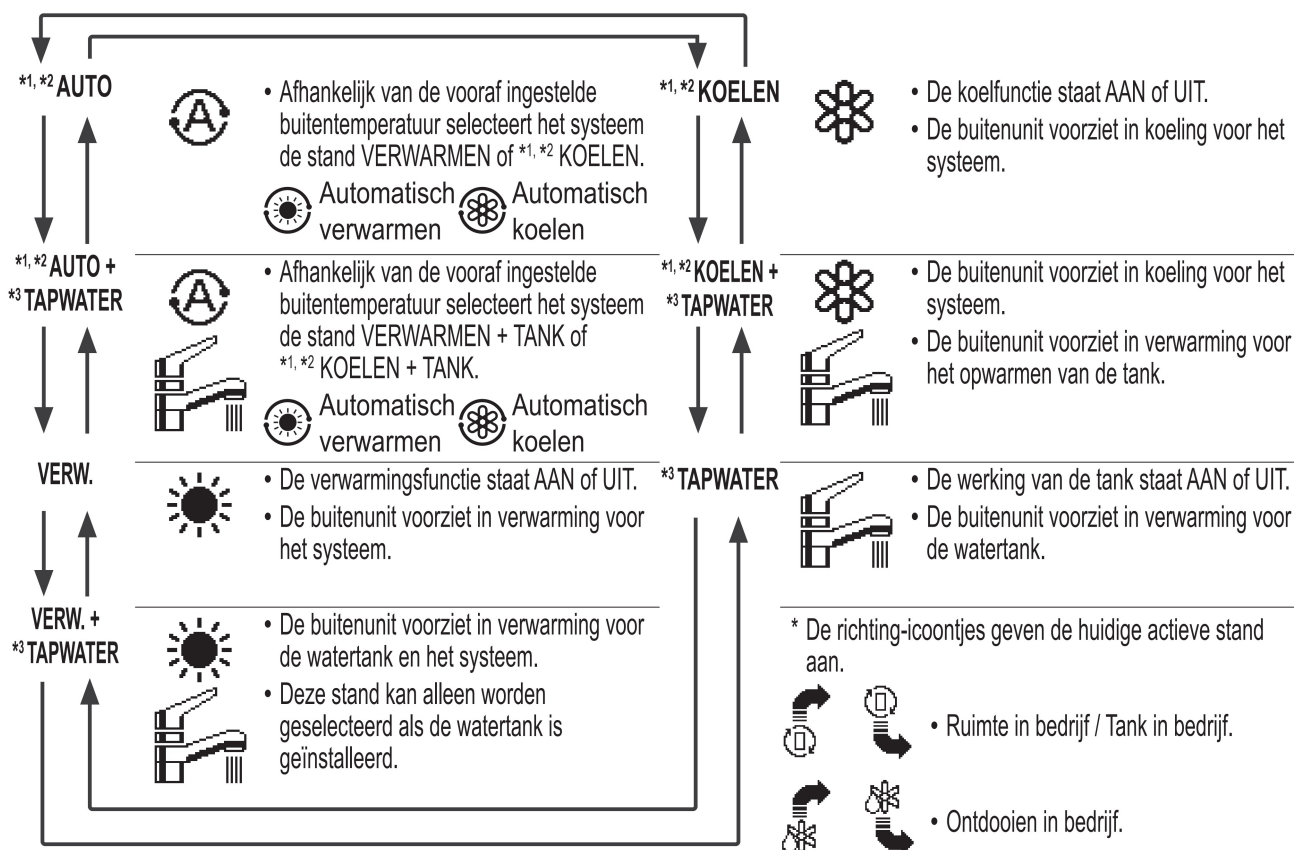 *1, *2 AUTO
• Afhankelijk van de vooraf ingestelde
buitentemperatuur selecteert het systeem
de stand VERWARMEN of *1, *2 KOELEN.
Automatisch
verwarmen
Automatisch
koelen
*1, *2 AUTO +
*3 TAPWATER
• Afhankelijk van de vooraf ingestelde
buitentemperatuur selecteert het systeem
de stand VERWARMEN + TANK of
*1, *2 KOELEN + TANK.
Automatisch
verwarmen
Automatisch
koelen
VERW.
• De verwarmingsfunctie staat AAN of UIT.
• De buitenunit voorziet in verwarming voor
het systeem.
VERW. +
*3 TAPWATER
• De buitenunit voorziet in verwarming voor
de watertank en het systeem.
• Deze stand kan alleen worden
geselecteerd als de watertank is
geïnstalleerd.
*1, *2 KOELEN
• De koelfunctie staat AAN of UIT.
• De buitenunit voorziet in koeling voor het
systeem.
*1, *2 KOELEN +
*3 TAPWATER
• De buitenunit voorziet in koeling voor het
systeem.
• De buitenunit voorziet in verwarming voor
het opwarmen van de tank.
*3 TAPWATER
• De werking van de tank staat AAN of UIT.
• De buitenunit voorziet in verwarming voor
de watertank.
* De richting-icoontjes geven de huidige actieve stand
aan.
• Ruimte in bedrijf / Tank in bedrijf.
• Ontdooien in bedrijf.